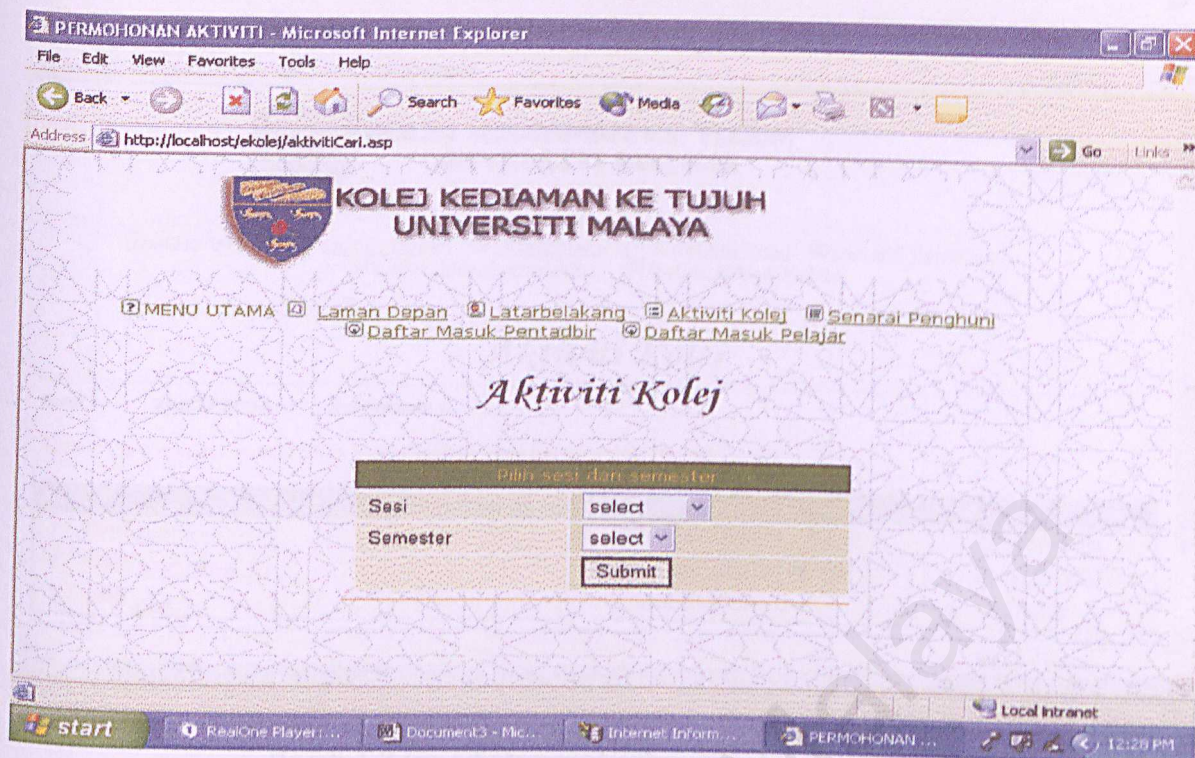 PERMOHONAN AKTIVITI - Microsoft Internet Explorer
File Edit View Favorites Tools Help
Back Search Favorites Media
Address http://localhost/ekolej/aktivitiCari.asp Go Links
KOLEJ KEDIAMAN KE TUJUH
UNIVERSITI MALAYA
MENU UTAMA Laman Depan Latarbelakang Aktiviti Kolej Senarai Penghuni
Daftar Masuk Pentadbir Daftar Masuk Pelajar
Aktiviti Kolej
Pilih sesi dan semester
Sesi select
Semester select
Submit
Local intranet
start RealOne Player: ... Document3 - Mic... Internet Inform... PERMOHONAN ... 12:28 PM